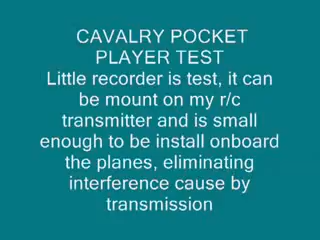 CAVALRY POCKET
PLAYER TEST
Little recorder is test, it can
be mount on my r/c
transmitter and is small
enough to be install onboard
the planes, eliminating
interference cause by
transmission